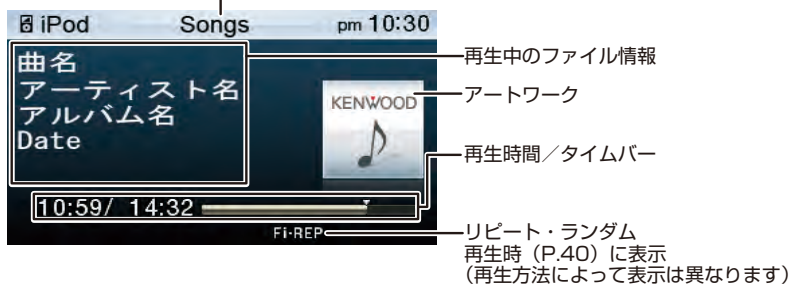 iPod Songs pm 10:30
曲名
アーティスト名
アルバム名
Date
KENWOOD
10:59/ 14:32
Fi-REP
再生中のファイル情報
アートワーク
再生時間／タイムバー
リピート・ランダム
再生時（P.40）に表示
（再生方法によって表示は異なります）